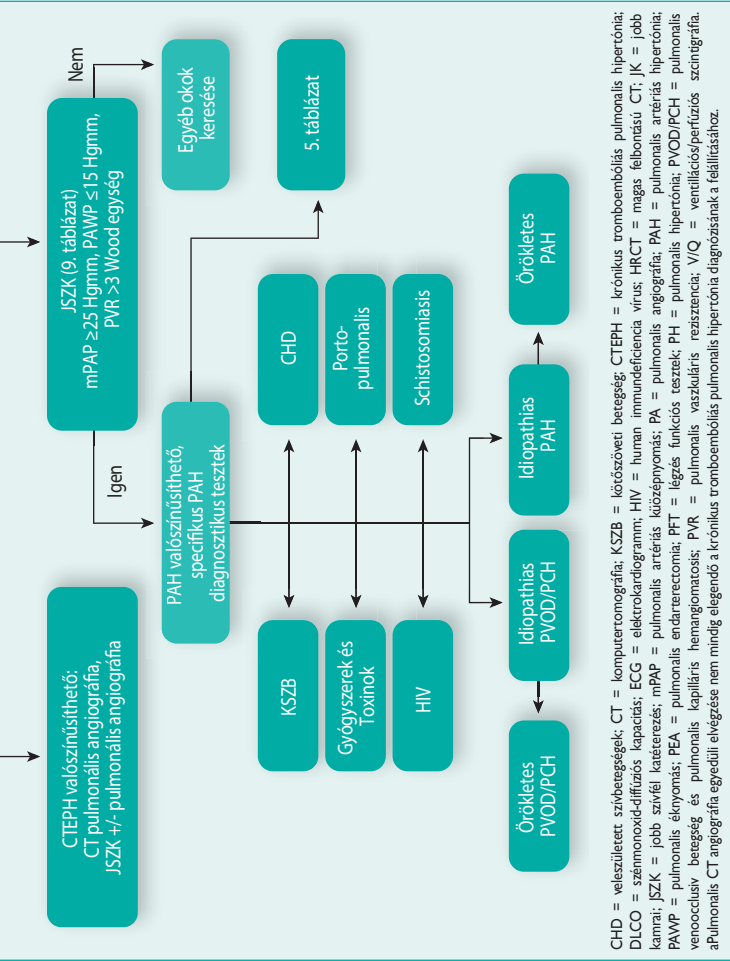 CTEPH valószínűsíthető:
CT pulmonális angiográfia,
JSZK +/- pulmonális angiográfia
JSZK (9. táblázat)
mPAP ≥25 Hgmm, PAWP ≤15 Hgmm,
PVR >3 Wood egység
Igen
Nem
PAH valószínűsíthető,
specifikus PAH
diagnosztikus tesztek
Egyéb okok
keresése
5. táblázat
KSZB
CHD
Gyógyszerek és
Toxinok
Porto-
pulmonalis
HIV
Schistosomiasis
Örökletes
PVOD/PCH
Idiopathias
PVOD/PCH
Idiopathias
PAH
Örökletes
PAH
CHD = veleszületett szívbetegségek; CT = komputertomográfia; KSZB = kötőszöveti betegség; CTEPH = krónikus tromboembóliás pulmonalis hipertónia;
DLCO = szénmonoxid-diffúziós kapacitás; ECG = elektrokardiogramm; HIV = human immundeficiencia vírus; HRCT = magas felbontású CT; JK = jobb
kamrai; JSZK = jobb szívfél katéterezés; mPAP = pulmonalis artériás küözépnyomás; PA = pulmonalis angiográfia; PAH = pulmonalis artériás hipertónia;
PAWP = pulmonalis éknyomás; PEA = pulmonalis endarterectomia; PFT = légzés funkciós tesztek; PH = pulmonalis hipertónia; PVOD/PCH = pulmonalis
venoocclusiv betegség és pulmonalis kapilláris hemangiomatosis; PVR = pulmonalis vaszkuláris rezisztencia; V/Q = ventillációs/perfúziós szcintigráfia.
aPulmonalis CT angiográfia egyedüli elvégzése nem mindig elegendő a krónikus tromboembóliás pulmonalis hipertónia diagnózisának a felállításához.